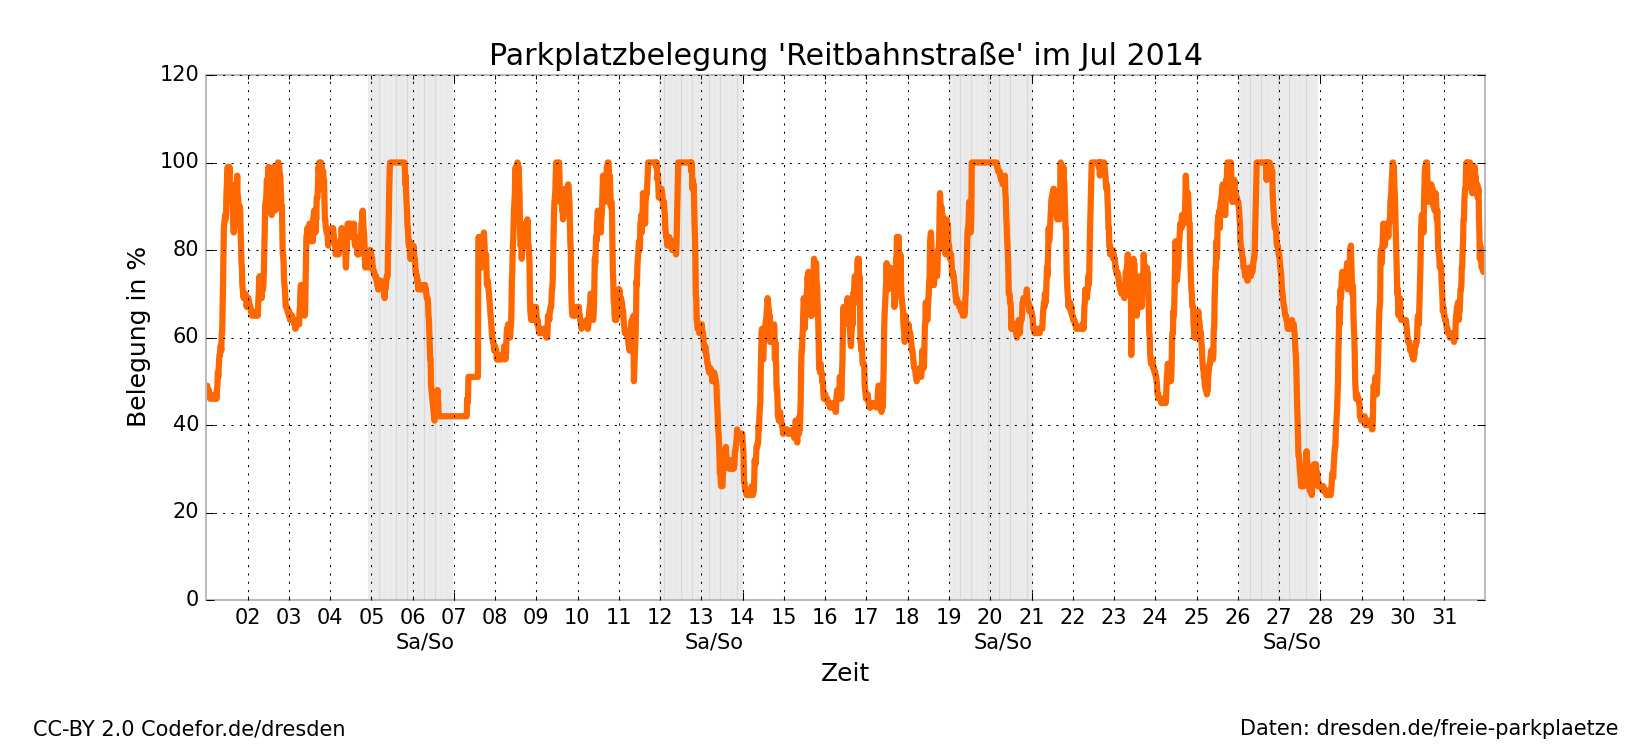 Parkplatzbelegung 'Reitbahnstraße' im Jul 2014
120
100
80
60
40
20
0
Belegung in %
02 03 04 05 06 07 08 09 10 11 12 13 14 15 16 17 18 19 20 21 22 23 24 25 26 27 28 29 30 31
Sa/So Sa/So Sa/So Sa/So
Zeit
CC-BY 2.0 Codefor.de/dresden
Daten: dresden.de/freie-parkplaetze